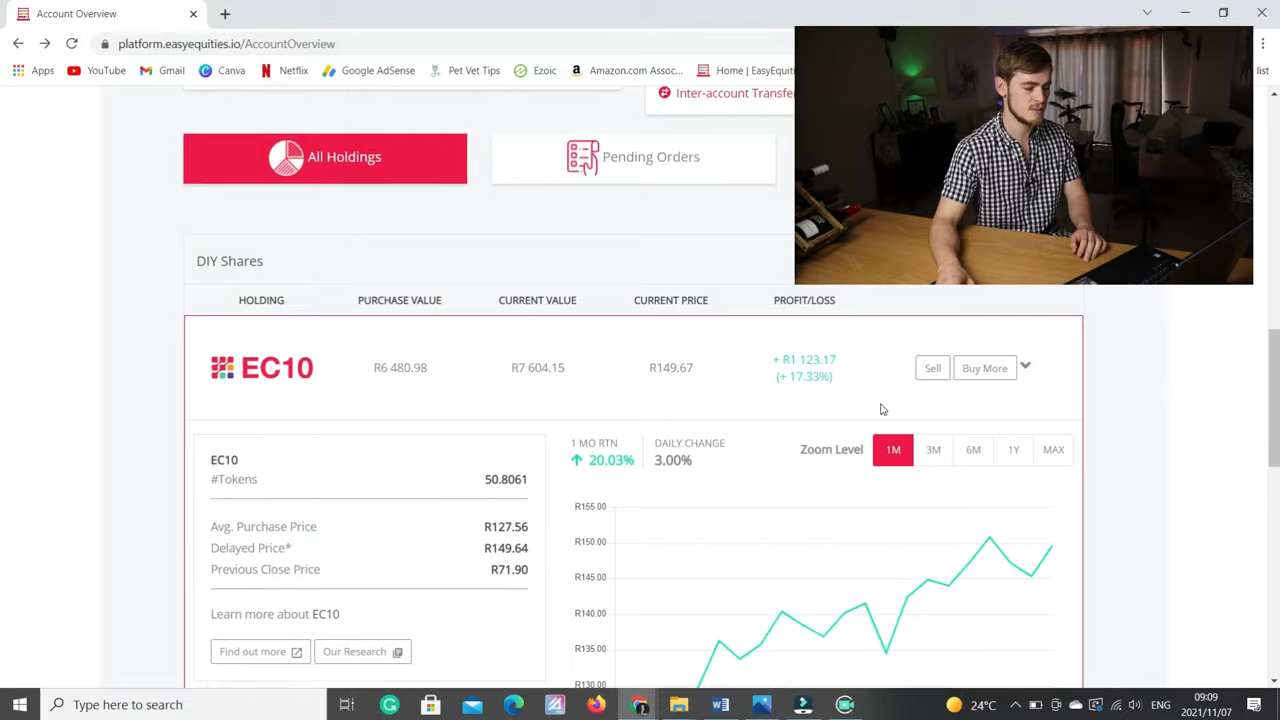 Account Overview
platform.easyequities.io/AccountOverview
Apps YouTube Gmail Canva Netflix Google AdSense Pet Vet Tips Ezoic Amazon.com Assoc... Home | EasyEquiti list
Inter-account Transfe
All Holdings Pending Orders
DIY Shares
HOLDING PURCHASE VALUE CURRENT VALUE CURRENT PRICE PROFIT/LOSS
EC10 R6 480.98 R7 604.15 R149.67 + R1 123.17
(+ 17.33%)
Sell Buy More
EC10
#Tokens 50.8061
Avg. Purchase Price R127.56
Delayed Price* R149.64
Previous Close Price R71.90
Learn more about EC10
Find out more Our Research
1 MO RTN DAILY CHANGE
20.03% 3.00%
Zoom Level 1M 3M 6M 1Y MAX
R155.00
R150.00
R145.00
R140.00
R135.00
R130.00
Type here to search
24°C ENG 09:09
2021/11/07